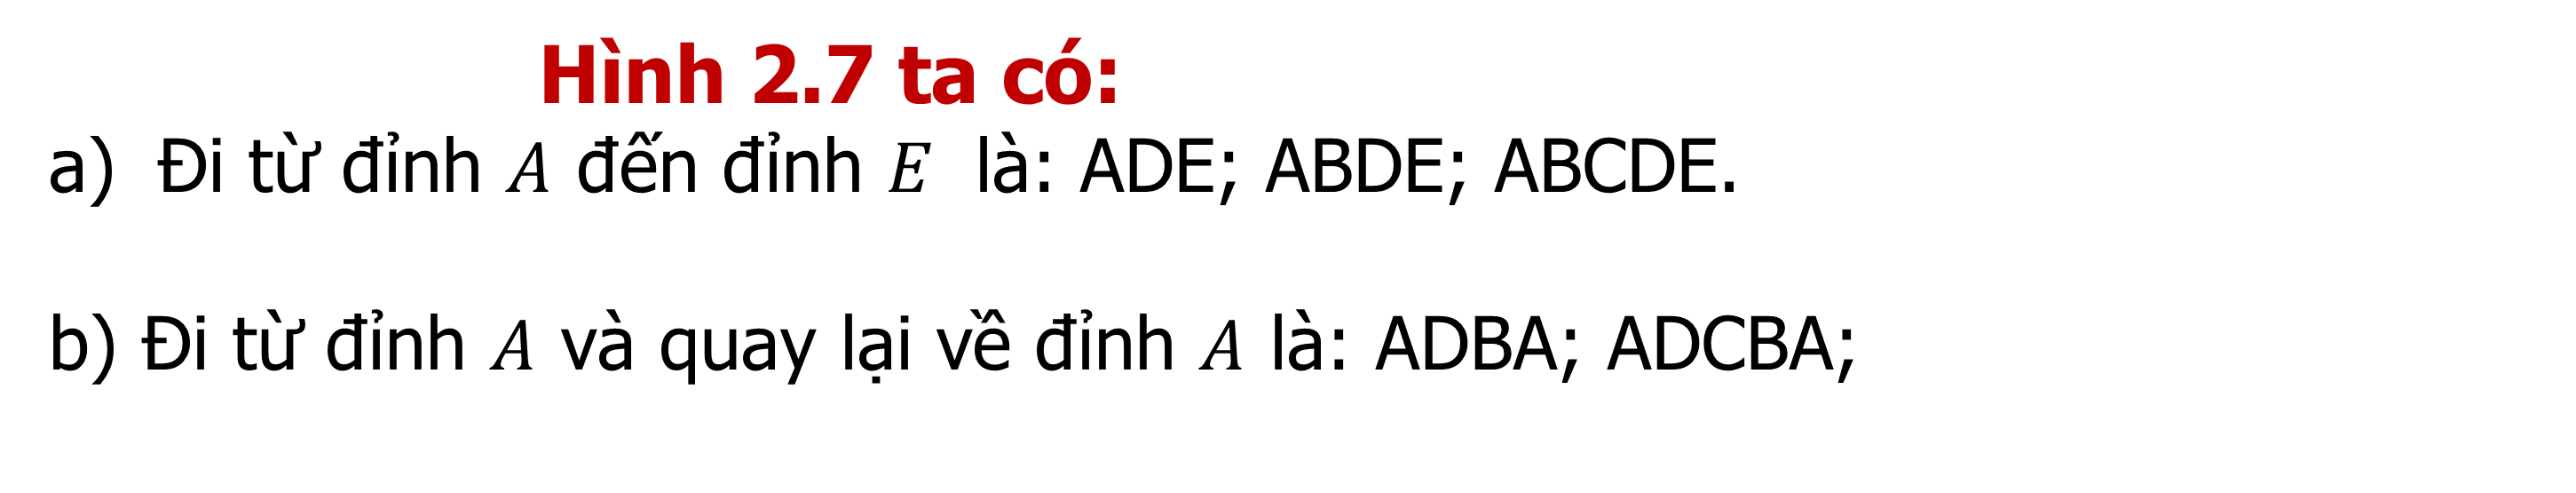 Hình 2.7 ta có:
a) Đi từ đỉnh A đến đỉnh E là: ADE; ABDE; ABCDE.
b) Đi từ đỉnh A và quay lại về đỉnh A là: ADBA; ADCBA;